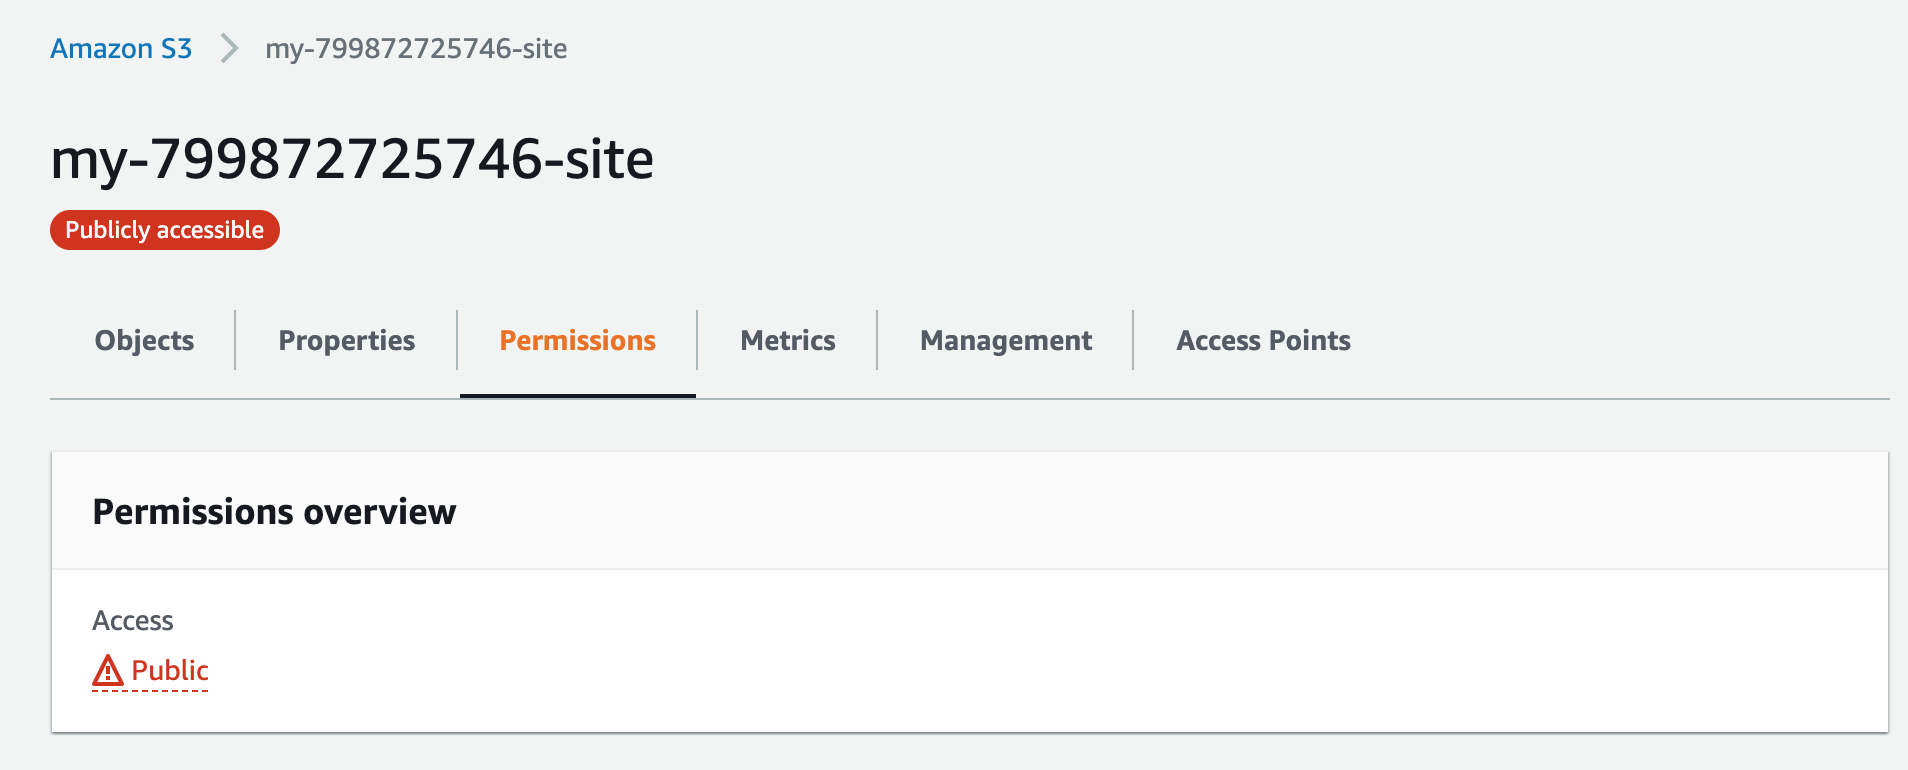 Amazon S3 my-799872725746-site
my-799872725746-site
Publicly accessible
Objects Properties Permissions Metrics Management Access Points
Permissions overview
Access
Public